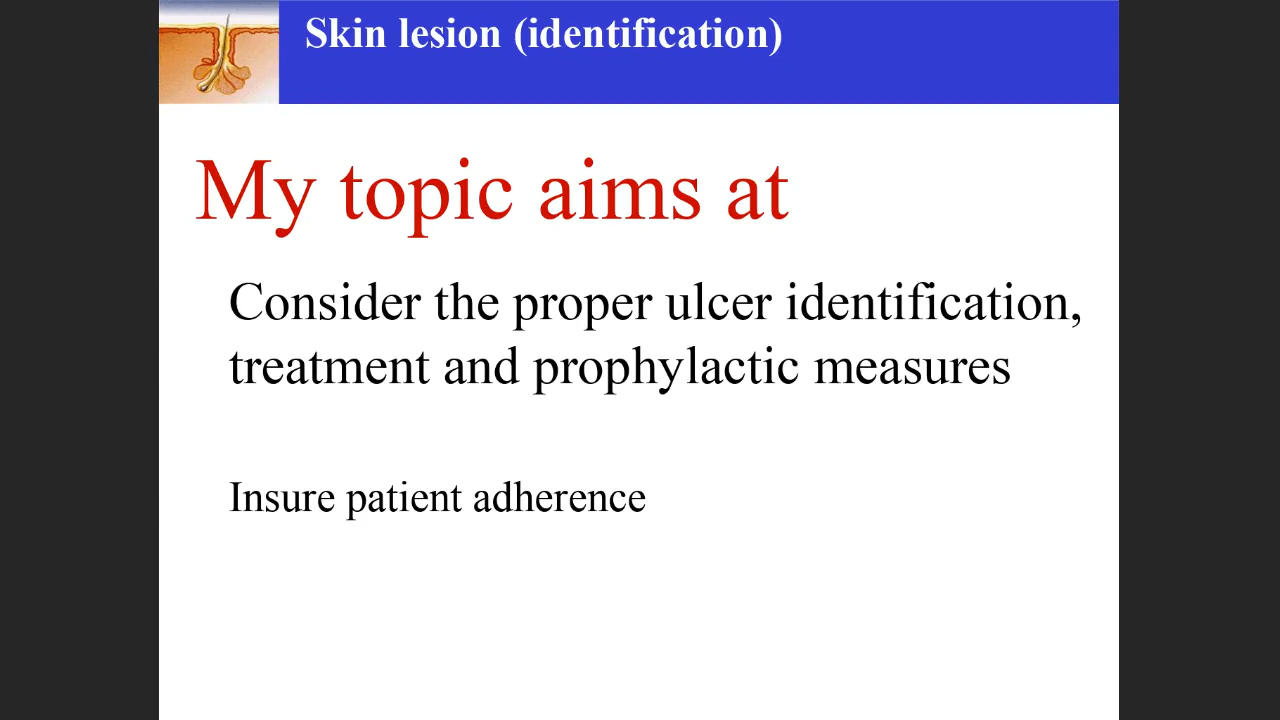 Skin lesion (identification)
My topic aims at
Consider the proper ulcer identification,
treatment and prophylactic measures
Insure patient adherence